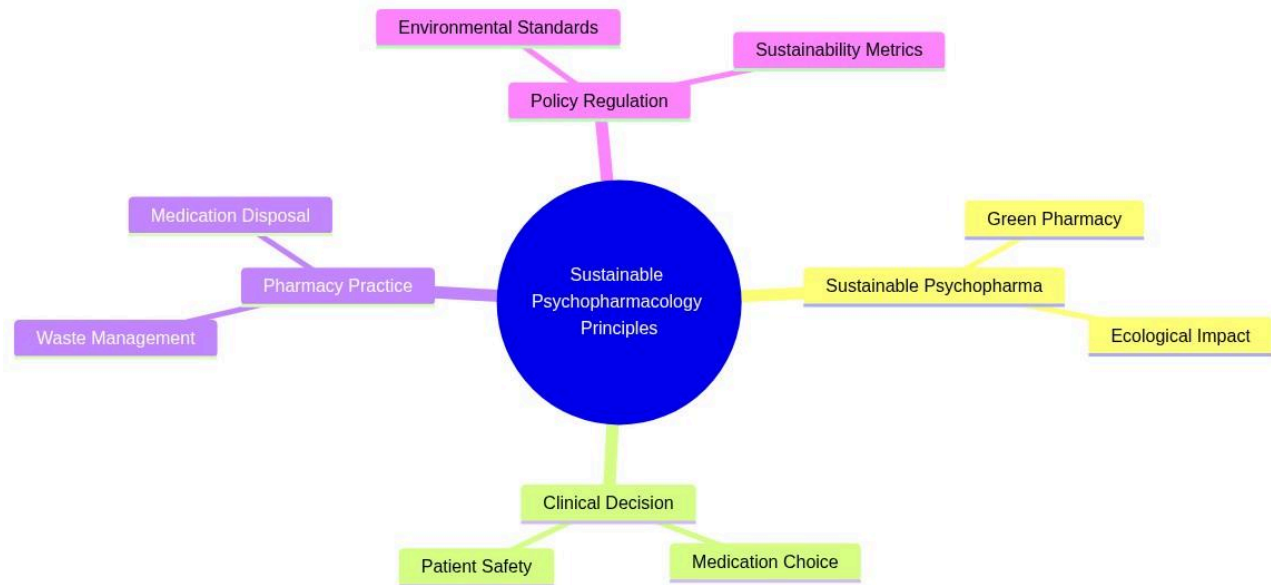 Environmental Standards
Sustainability Metrics
Policy Regulation
Medication Disposal
Green Pharmacy
Sustainable
Psychopharmacology
Principles
Pharmacy Practice
Sustainable Psychopharma
Waste Management
Ecological Impact
Clinical Decision
Patient Safety
Medication Choice